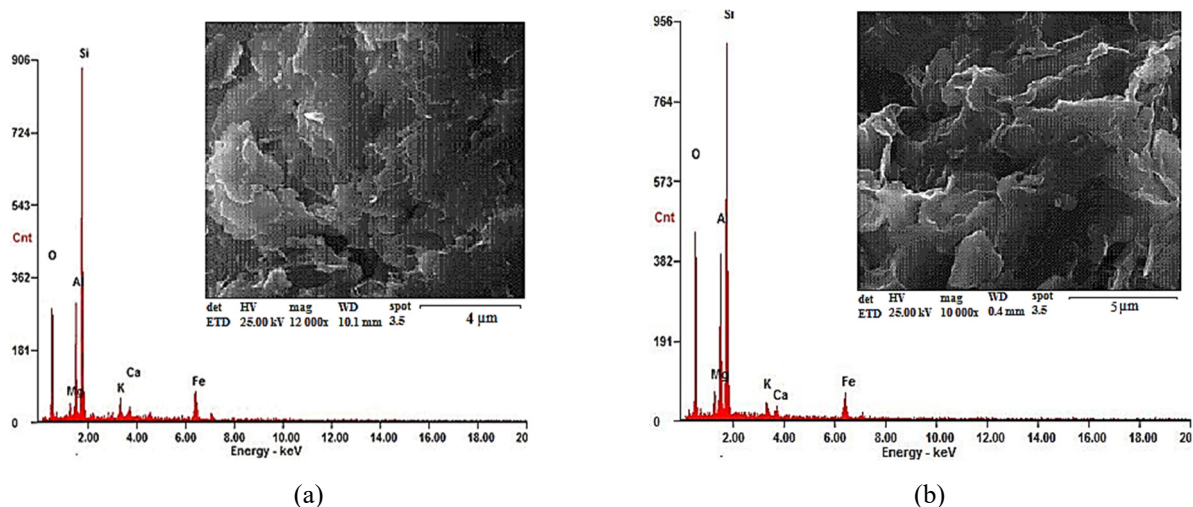 906
724
543
Cnt
362
181
0
Si
O
A
Mg
K
Ca
Fe
2.00 4.00 6.00 8.00 10.00 12.00 14.00 16.00 18.00 20
Energy - keV
det HV mag WD spot
ETD 25.00 kV 12 000x 10.1 mm 3.5 4 µm
(a)
956
764
573
Cnt
382
191
0
Si
O
A
Mg
K
Ca
Fe
2.00 4.00 6.00 8.00 10.00 12.00 14.00 16.00 18.00 20
Energy - keV
det HV mag WD spot
ETD 25.00 kV 10 000x 0.4 mm 3.5 5µm
(b)